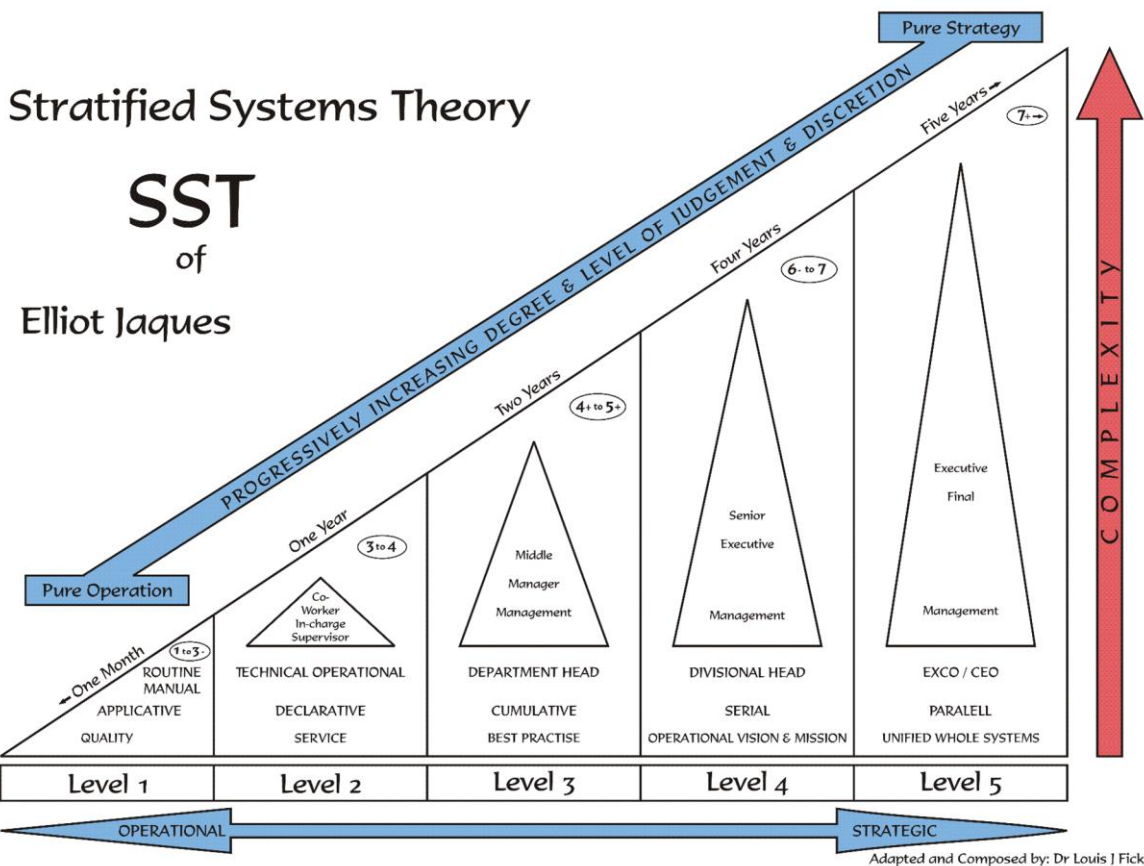 Pure Strategy
Stratified Systems Theory
SST
of
Elliot Jaques
PROGRESSIVELY INCREASING DEGREE & LEVEL OF JUDGEMENT & DISCRETION
Pure Operation
COMPLEXITY
←One Month
1 to 3-
ROUTINE
MANUAL
APPLICATIVE
QUALITY
One Year
3 to 4
Co-
Worker
In-charge
Supervisor
TECHNICAL OPERATIONAL
DECLARATIVE
SERVICE
Two Years
4+ to 5+
Middle
Manager
Management
DEPARTMENT HEAD
CUMULATIVE
BEST PRACTISE
Four Years
6- to 7
Senior
Executive
Management
DIVISIONAL HEAD
SERIAL
OPERATIONAL VISION & MISSION
Five Years→
7+→
Executive
Final
Management
EXCO / CEO
PARALELL
UNIFIED WHOLE SYSTEMS
Level 1
Level 2
Level 3
Level 4
Level 5
OPERATIONAL
STRATEGIC
Adapted and Composed by: Dr Louis J Fick